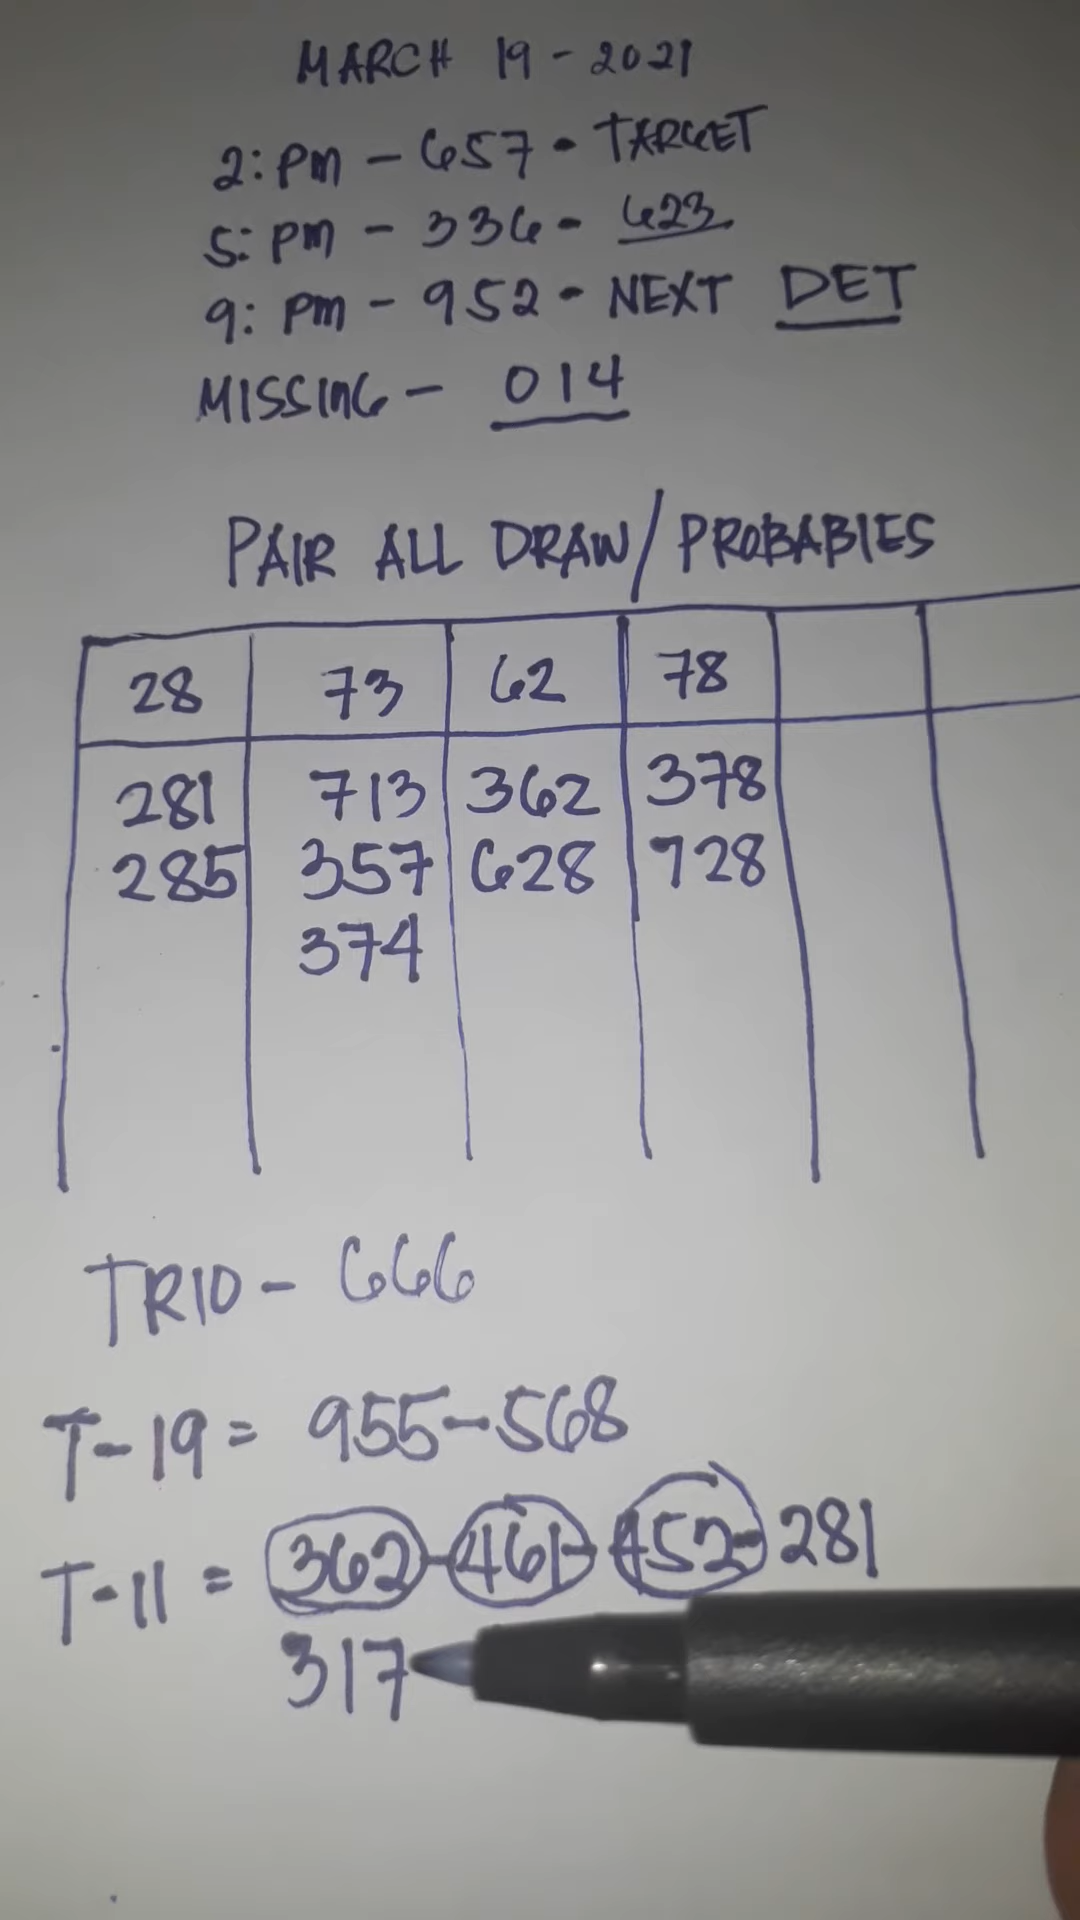 MARCH 19 - 2021
2: PM - 657 - TARGET
5: PM - 336 - 623
9: PM - 952 - NEXT DET
MISSING - 014
PAIR ALL DRAW / PROBABIES
28 73 62 78
281 713 362 378
285 357 628 728
374
TRIO - 666
T-19 = 955-568
T-11 = 362-461-452-281
317